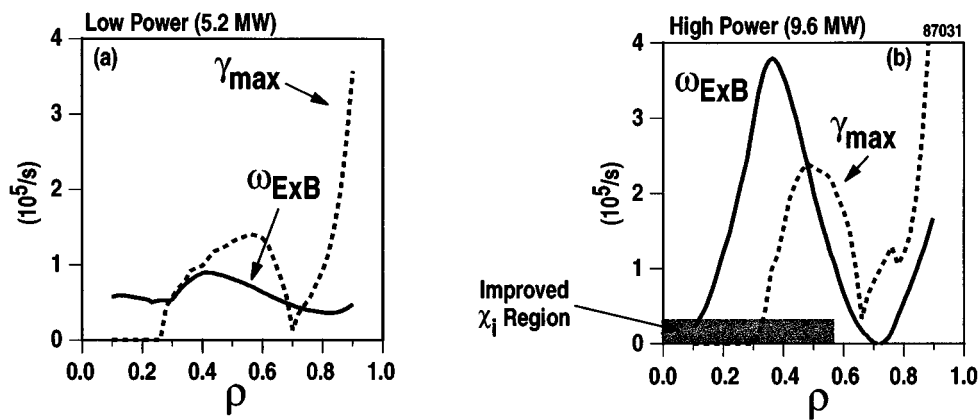 Low Power (5.2 MW)
(a)
γmax
ωExB
(10⁵/s)
4
3
2
1
0
0.0 0.2 0.4 0.6 0.8 1.0
ρ
High Power (9.6 MW)
87031
(b)
ωExB
γmax
(10⁵/s)
4
3
2
1
0
Improved
χi Region
0.0 0.2 0.4 0.6 0.8 1.0
ρ